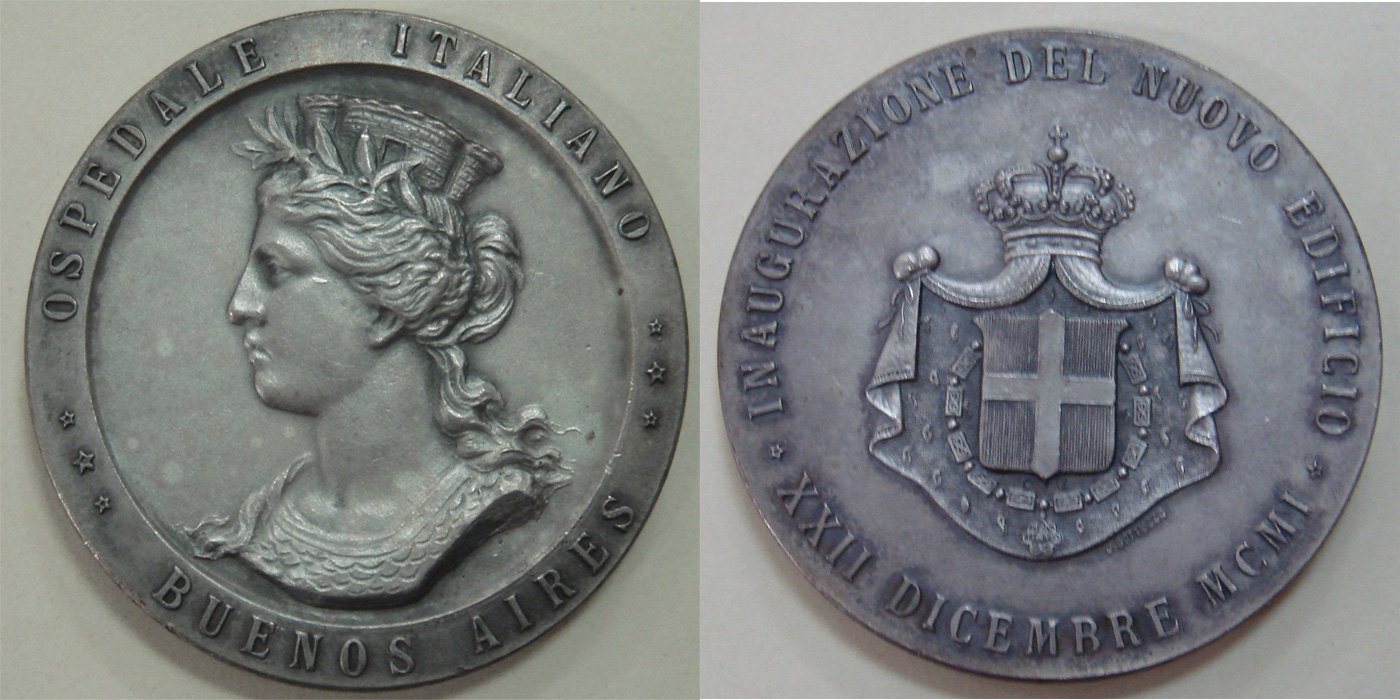 OSPEDALE ITALIANO
BUENOS AIRES
INAUGURAZIONE DEL NUOVO EDIFICIO
XXII DICEMBRE MCMI